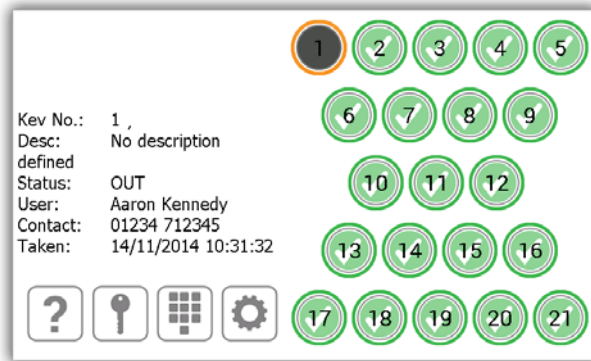 Kev No.: 1 ,
Desc: No description
defined
Status: OUT
User: Aaron Kennedy
Contact: 01234 712345
Taken: 14/11/2014 10:31:32
?
1 2 3 4 5
6 7 8 9
10 11 12
13 14 15 16
17 18 19 20 21